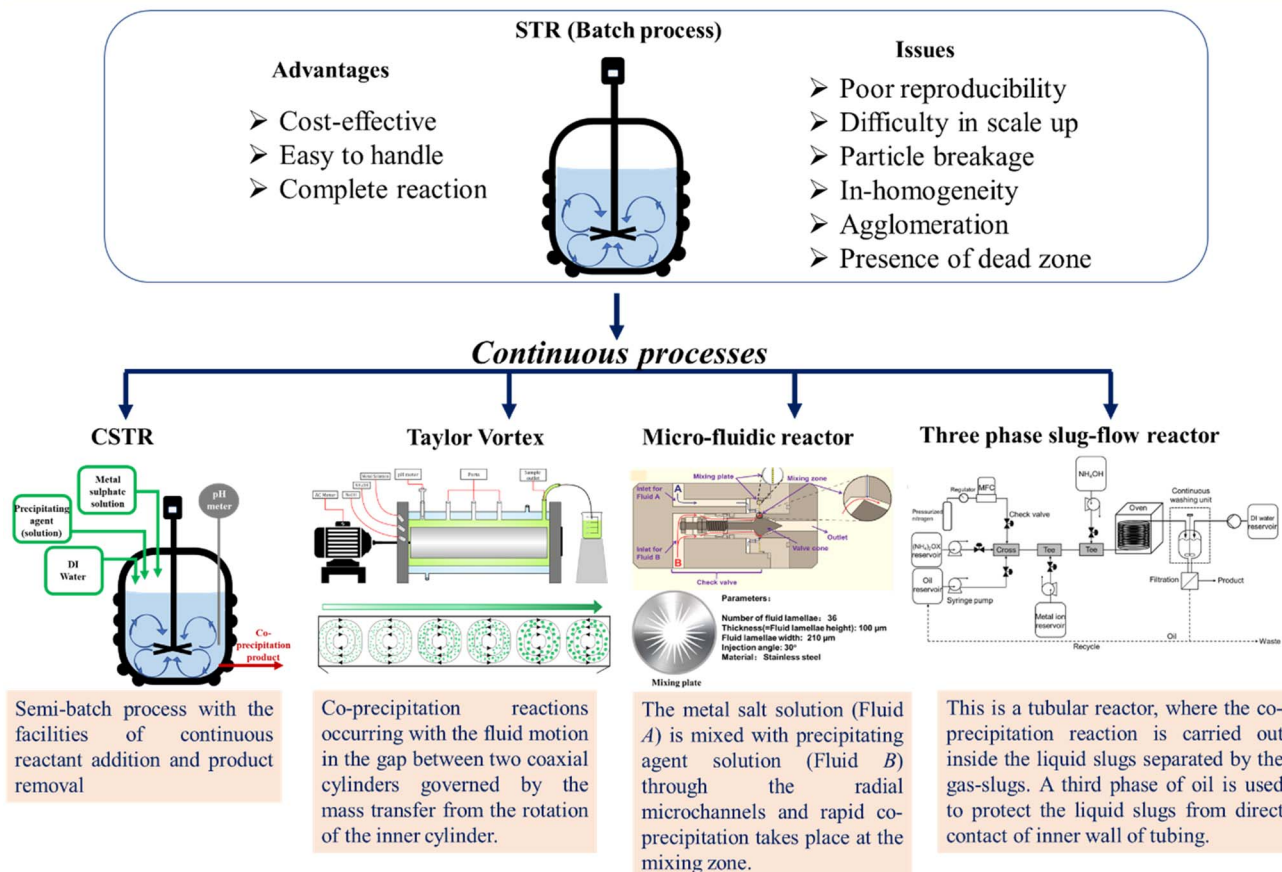 STR (Batch process)
Advantages
➢ Cost-effective
➢ Easy to handle
➢ Complete reaction
Issues
➢ Poor reproducibility
➢ Difficulty in scale up
➢ Particle breakage
➢ In-homogeneity
➢ Agglomeration
➢ Presence of dead zone
Continuous processes
CSTR
Metal
sulphate
solution
Precipitating
agent
(solution)
DI
Water
pH
meter
Co-
precipitation
product
Semi-batch process with the
facilities of continuous
reactant addition and product
removal
Taylor Vortex
AC Motor
pH meter
Ports
Sample
outlet
Co-precipitation reactions
occurring with the fluid motion
in the gap between two coaxial
cylinders governed by the
mass transfer from the rotation
of the inner cylinder.
Micro-fluidic reactor
Mixing plate
Mixing zone
Inlet for
Fluid A
A
Inlet for
Fluid B
B
Outlet
Valve zone
Check valve
Mixing plate
Parameters：
Number of fluid lamellae： 36
Thickness(=Fluid lamellae height): 100 μm
Fluid lamellae width: 210 μm
Injection angle: 30°
Material： Stainless steel
The metal salt solution (Fluid
A) is mixed with precipitating
agent solution (Fluid B)
through the radial
microchannels and rapid co-
precipitation takes place at the
mixing zone.
Three phase slug-flow reactor
Regulator
MFC
Pressurized
nitrogen
Check valve
(NH₄)₂OX
reservoir
Oil
reservoir
Syringe pump
Cross
Tee
Tee
Metal ion
reservoir
NH₄OH
Oven
Continuous
washing unit
DI water
reservoir
Filtration
Product
Oil
Recycle
Waste
This is a tubular reactor, where the co-
precipitation reaction is carried out
inside the liquid slugs separated by the
gas-slugs. A third phase of oil is used
to protect the liquid slugs from direct
contact of inner wall of tubing.